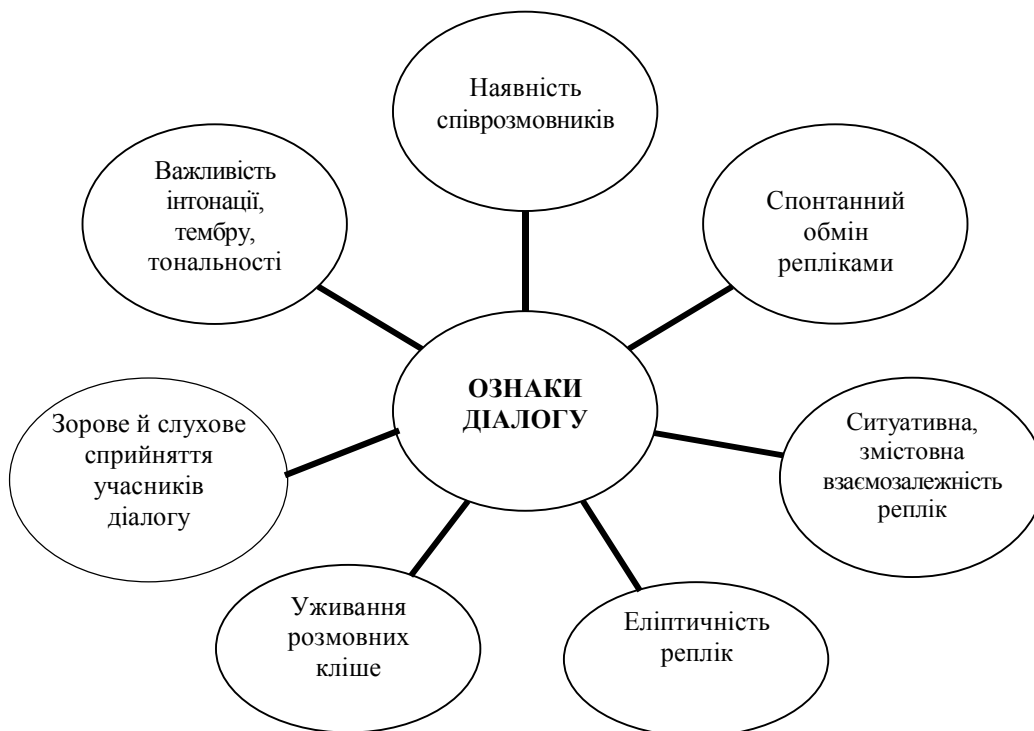 Наявність
співрозмовників
Важливість
інтонації,
тембру,
тональності
Спонтанний
обмін
репліками
ОЗНАКИ
ДІАЛОГУ
Зорове й слухове
сприйняття
учасників
діалогу
Ситуативна,
змістовна
взаємозалежність
реплік
Уживання
розмовних
кліше
Еліптичність
реплік